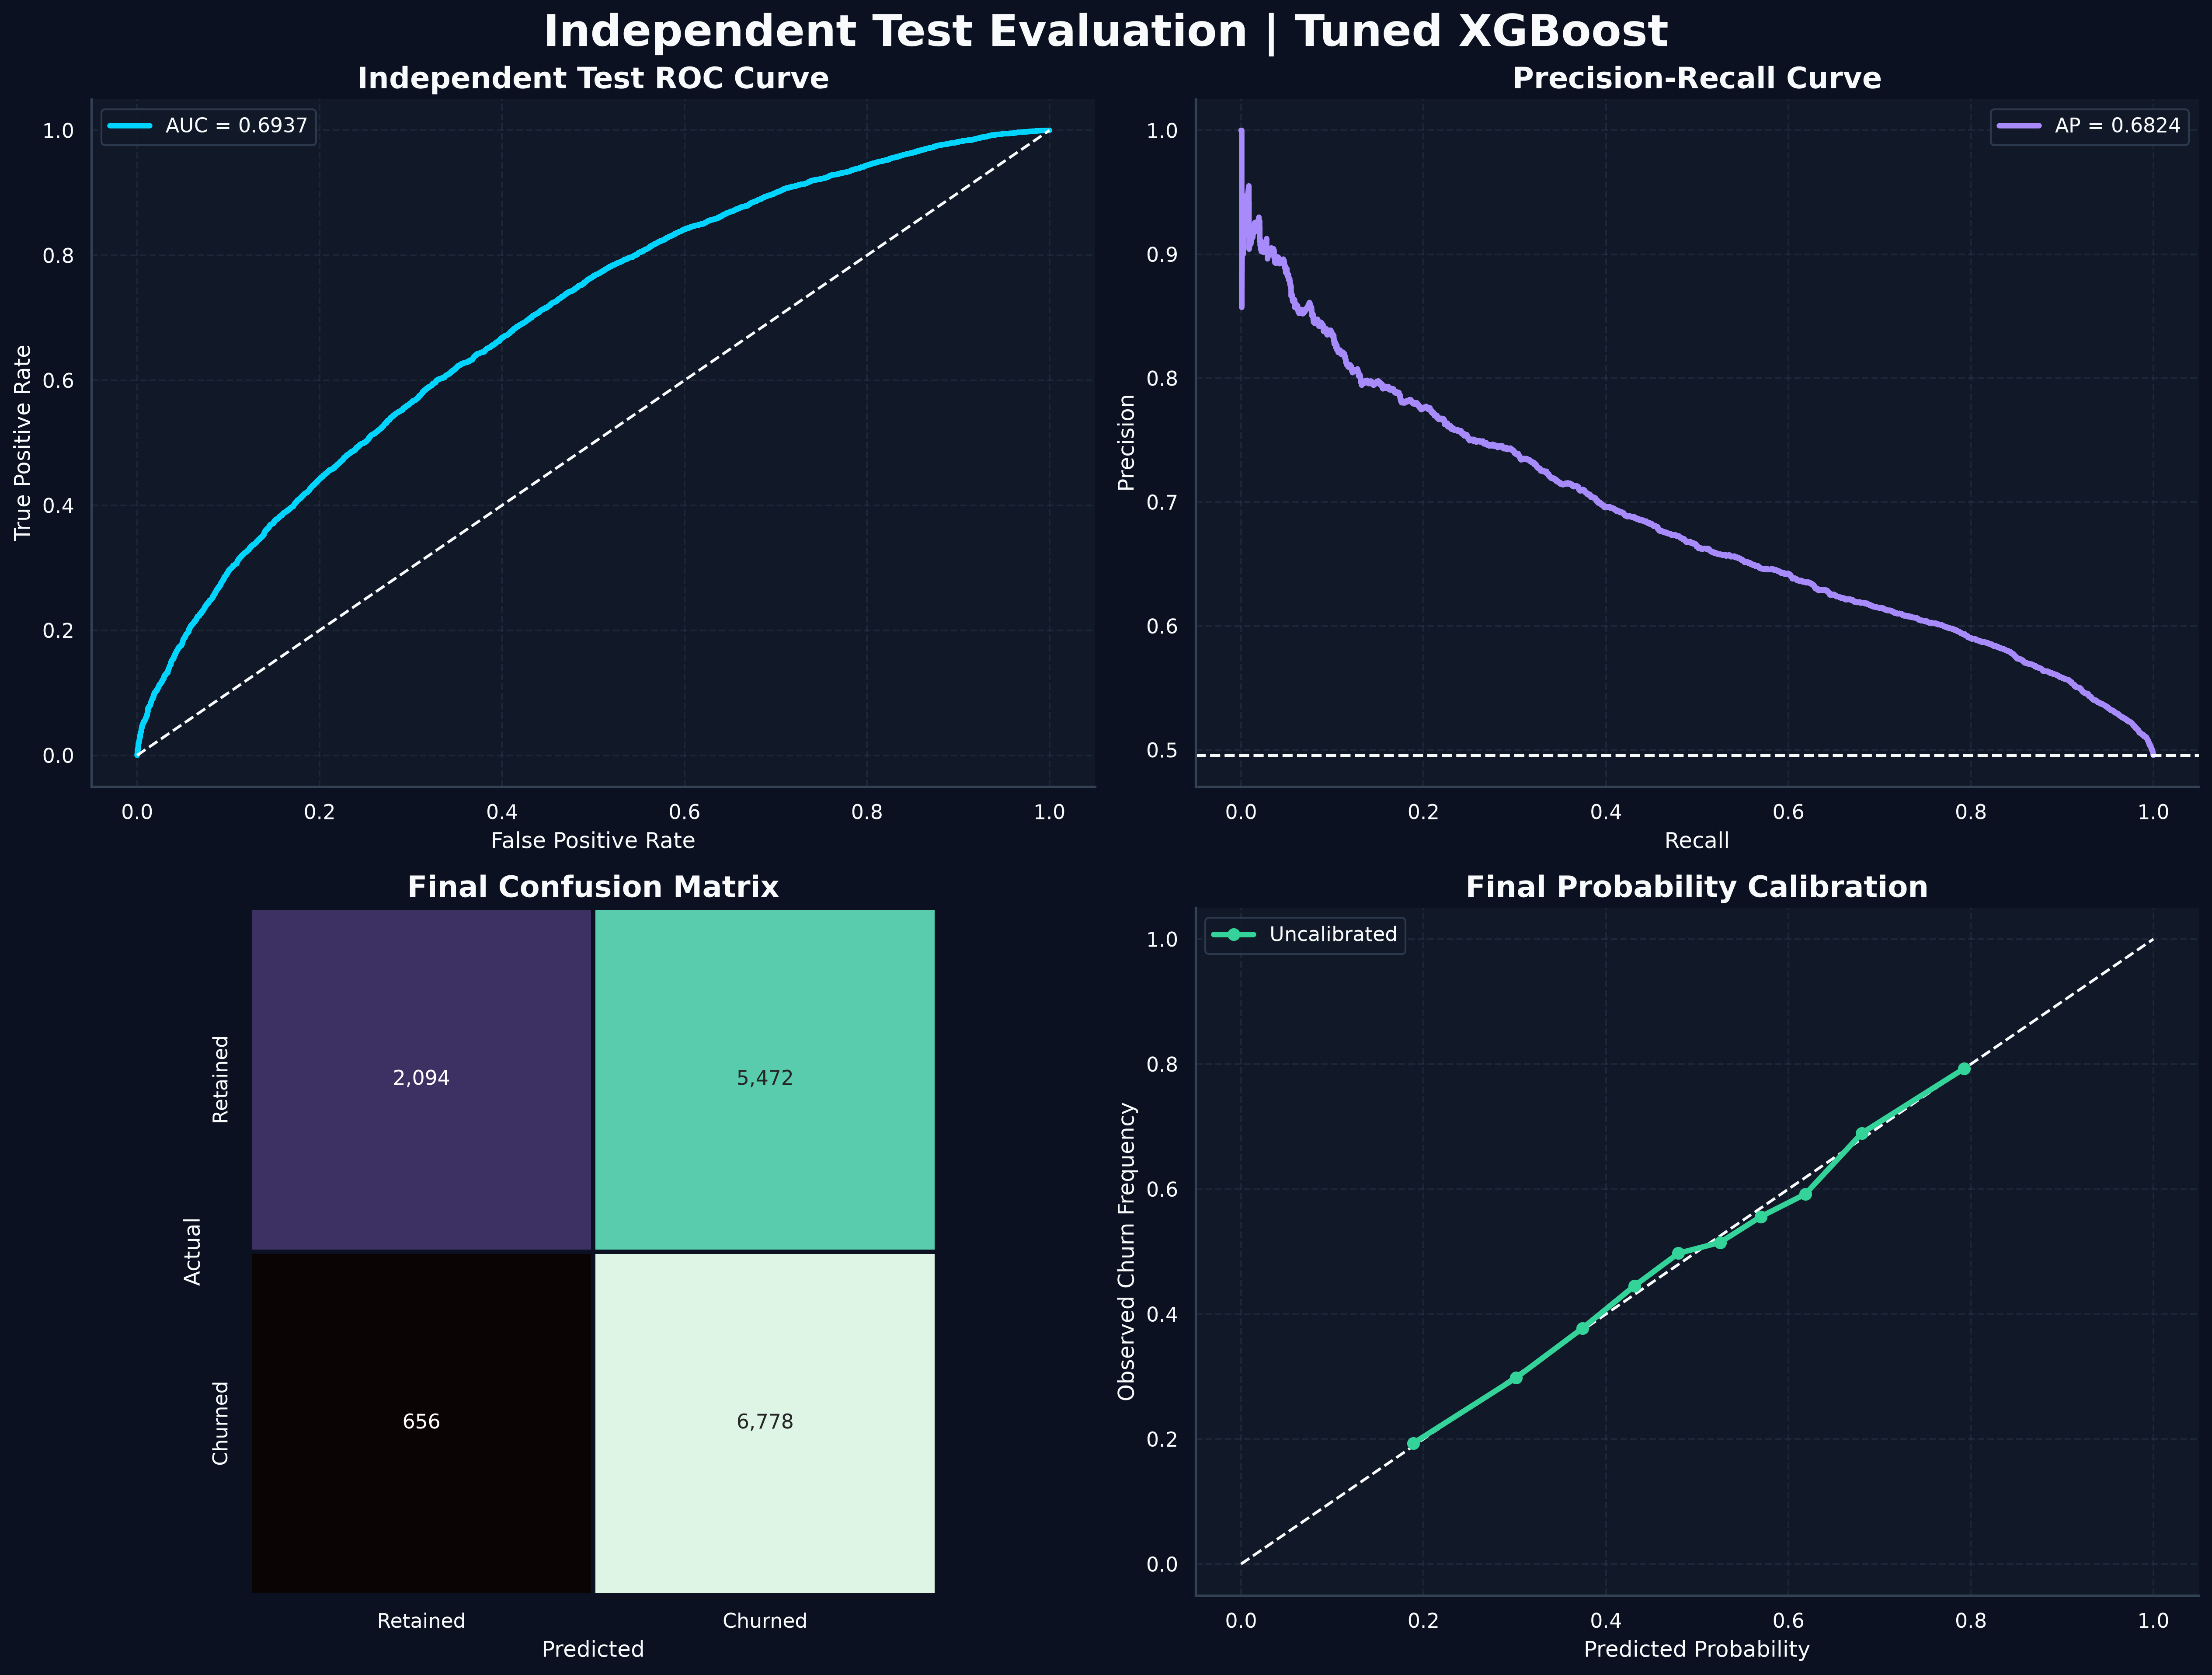 Independent Test Evaluation | Tuned XGBoost
Independent Test ROC Curve
AUC = 0.6937
1.0
0.8
0.6
0.4
0.2
0.0
True Positive Rate
0.0 0.2 0.4 0.6 0.8 1.0
False Positive Rate
Precision-Recall Curve
AP = 0.6824
1.0
0.9
0.8
0.7
0.6
0.5
Precision
0.0 0.2 0.4 0.6 0.8 1.0
Recall
Final Confusion Matrix
Actual
Retained
2,094 5,472
Churned
656 6,778
Retained Churned
Predicted
Final Probability Calibration
Uncalibrated
1.0
0.8
0.6
0.4
0.2
0.0
Observed Churn Frequency
0.0 0.2 0.4 0.6 0.8 1.0
Predicted Probability